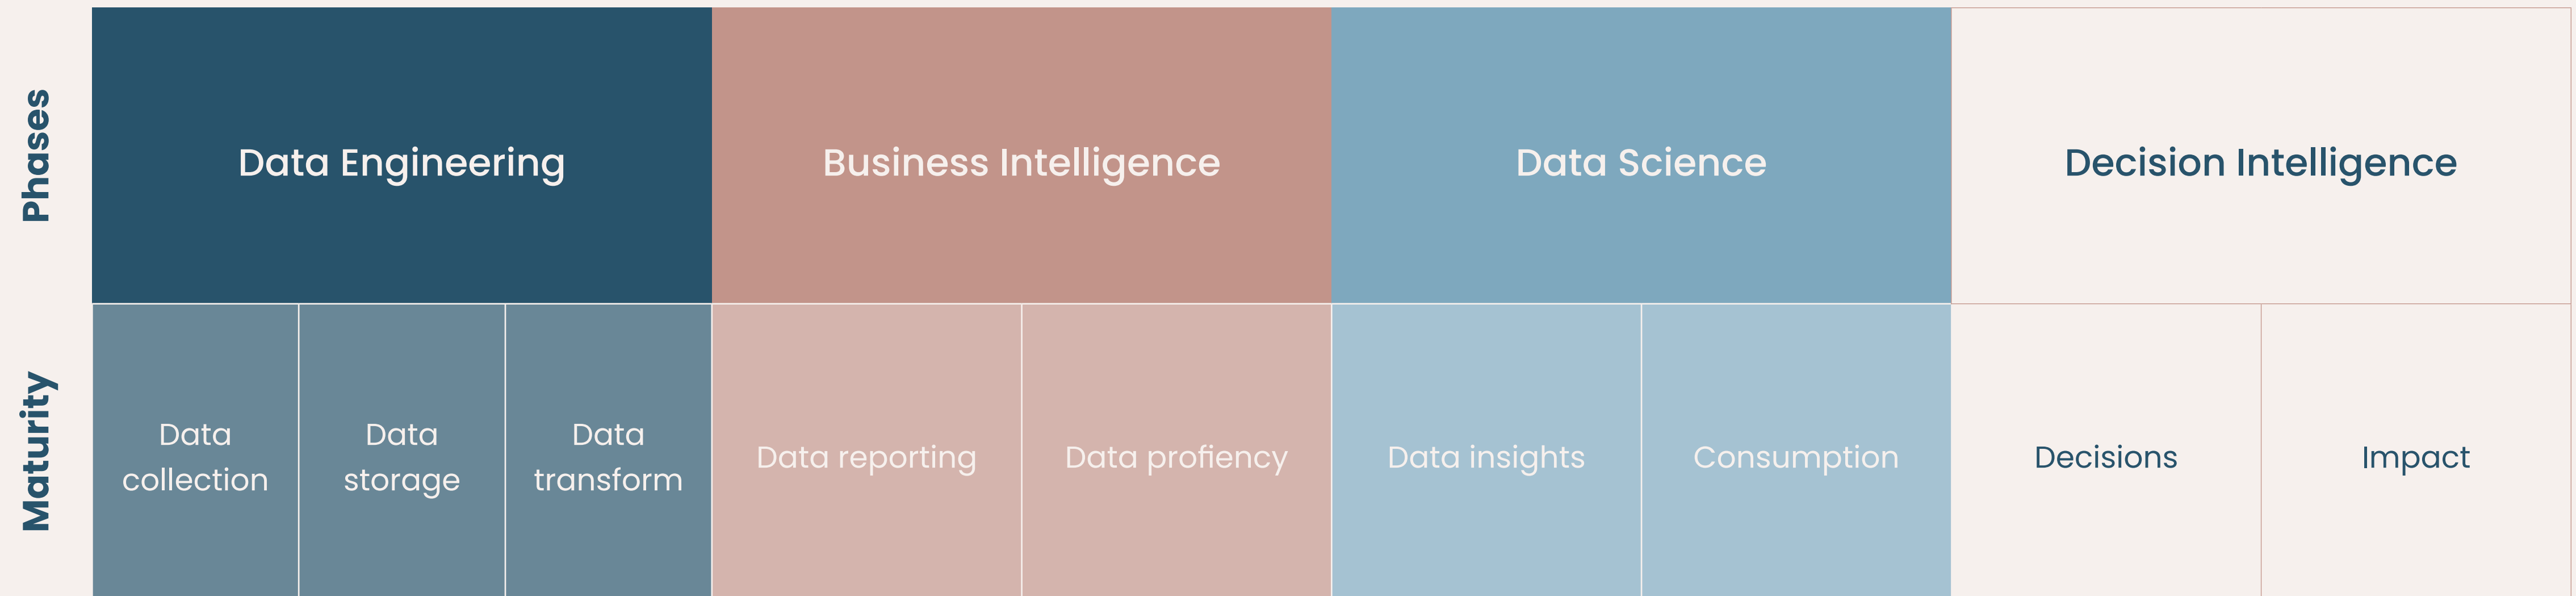 Phases
Data Engineering
Business Intelligence
Data Science
Decision Intelligence
Maturity
Data
collection
Data
storage
Data
transform
Data reporting
Data profiency
Data insights
Consumption
Decisions
Impact